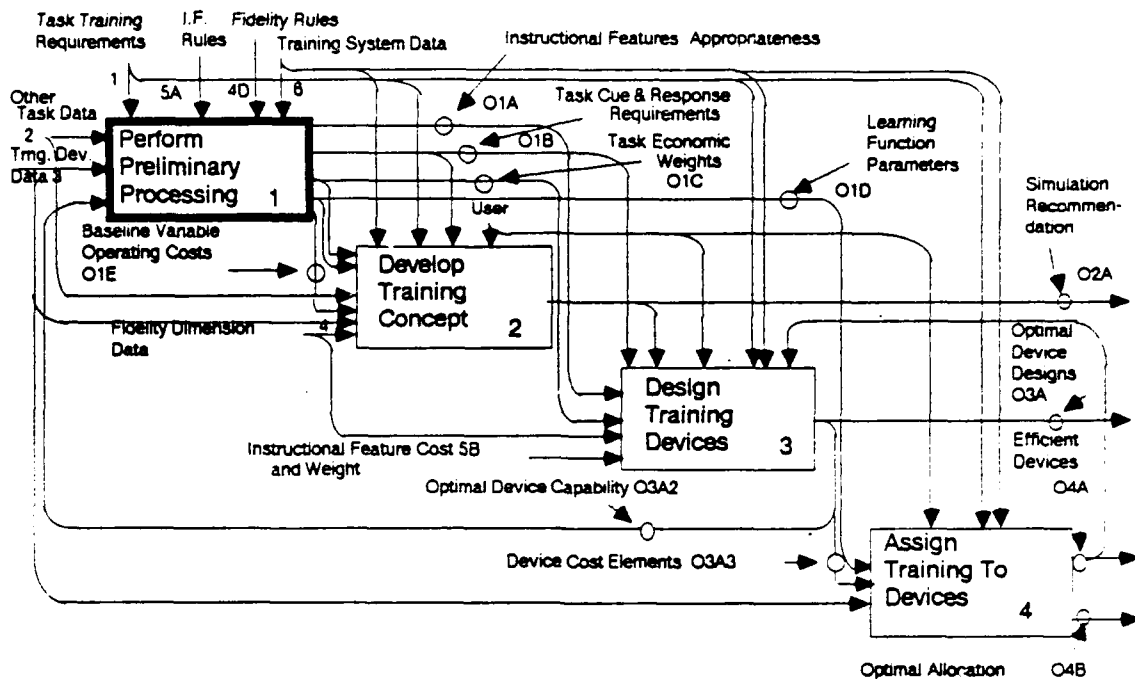 Task Training
Requirements
I.F.
Rules
Fidelity Rules
Training System Data
Instructional Features Appropriateness
1
5A
4D
6
Other
Task Data
2
Trng. Dev.
Data 3
Perform
Preliminary
Processing 1
O1A
Task Cue & Response
Requirements
O1B
Task Economic
Weights
O1C
Learning
Function
Parameters
O1D
Simulation
Recommen-
dation
User
Baseline Variable
Operating Costs
O1E
Develop
Training
Concept 2
O2A
Fidelity Dimension
Data
4
Optimal
Device
Designs
O3A
Design
Training
Devices 3
Efficient
Devices
O4A
Instructional Feature Cost 5B
and Weight
Optimal Device Capability O3A2
Device Cost Elements O3A3
Assign
Training To
Devices 4
Optimal Allocation O4B